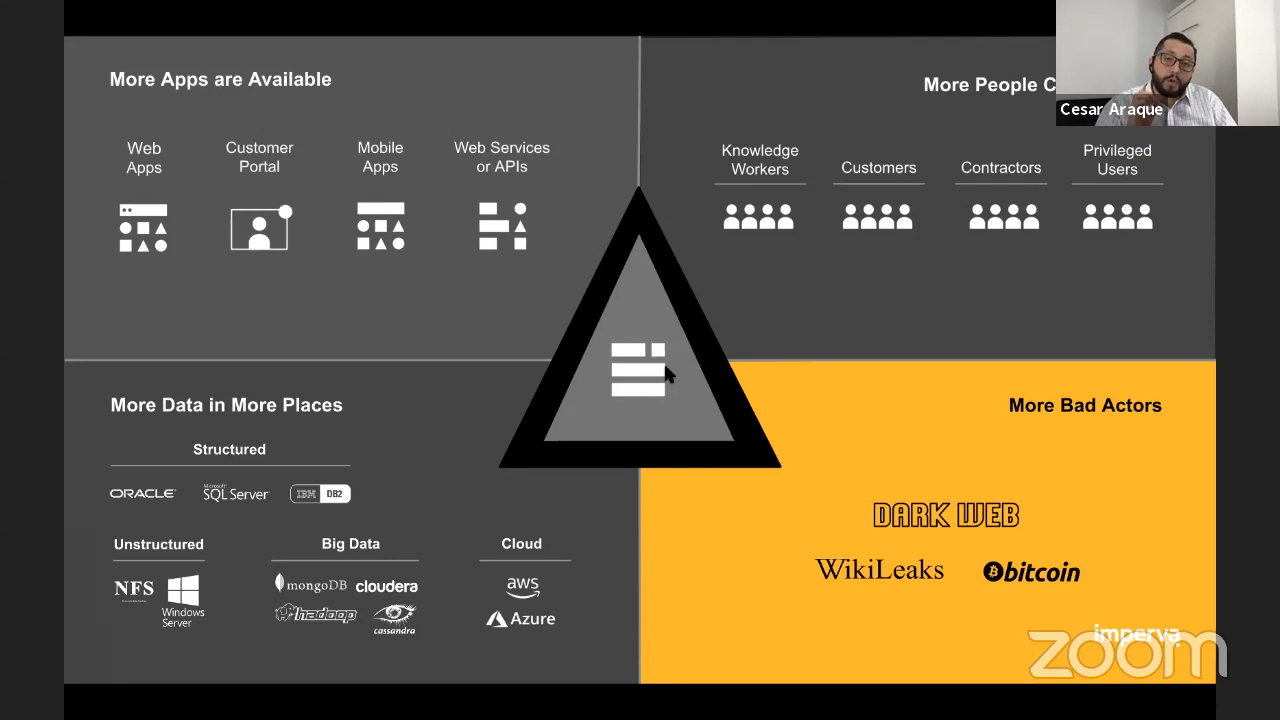 More Apps are Available
Web
Apps
Customer
Portal
Mobile
Apps
Web Services
or APIs
More People C
Cesar Araque
Knowledge
Workers
Customers
Contractors
Privileged
Users
More Data in More Places
Structured
ORACLE
Microsoft
SQL Server
IBM DB2
Unstructured
NFS
Windows
Server
Big Data
mongoDB
cloudera
hadoop
cassandra
Cloud
aws
Azure
More Bad Actors
DARK WEB
WikiLeaks
bitcoin
imperva
zoom